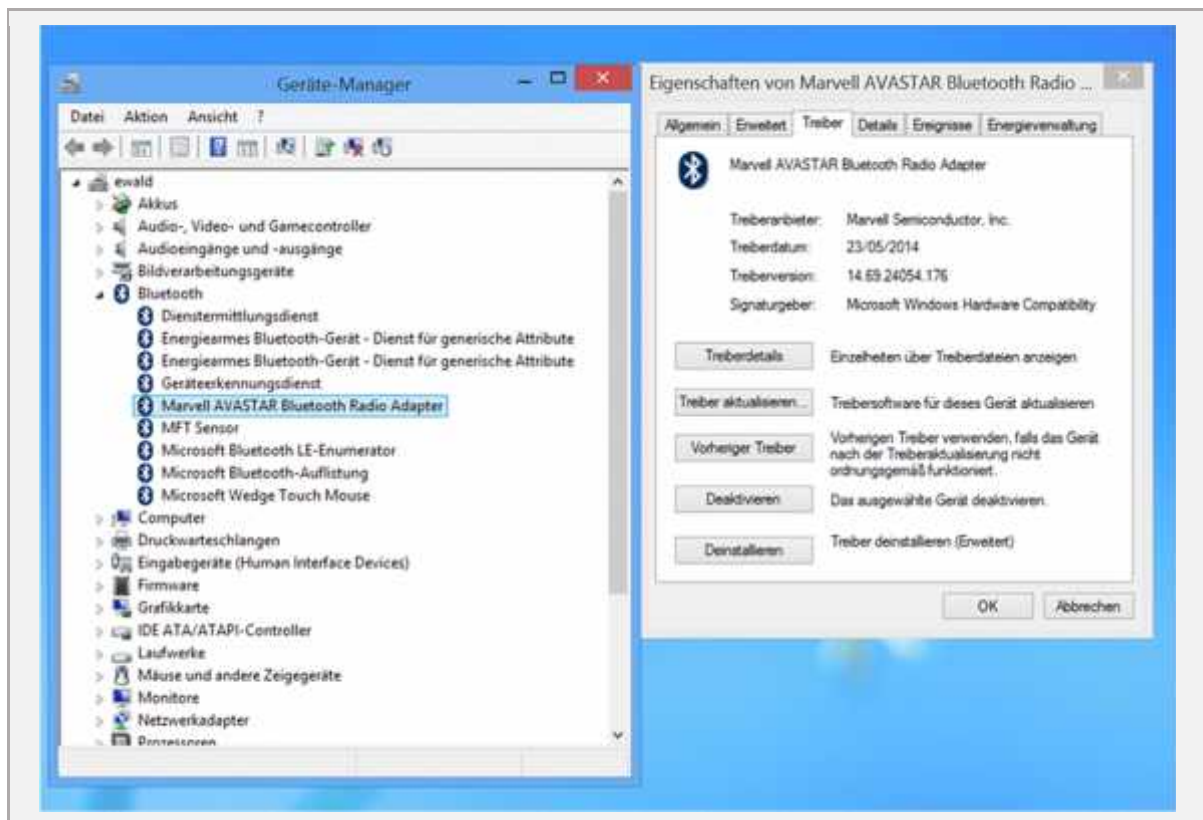 Geräte-Manager
Datei Aktion Ansicht ?
ewald
Akkus
Audio-, Video- und Gamecontroller
Audioeingänge und -ausgänge
Bildverarbeitungsgeräte
Bluetooth
Dienstermittlungsdienst
Energiearmes Bluetooth-Gerät - Dienst für generische Attribute
Energiearmes Bluetooth-Gerät - Dienst für generische Attribute
Geräteerkennungsdienst
Marvell AVASTAR Bluetooth Radio Adapter
MFT Sensor
Microsoft Bluetooth LE-Enumerator
Microsoft Bluetooth-Auflistung
Microsoft Wedge Touch Mouse
Computer
Druckwarteschlangen
Eingabegeräte (Human Interface Devices)
Firmware
Grafikkarte
IDE ATA/ATAPI-Controller
Laufwerke
Mäuse und andere Zeigegeräte
Monitore
Netzwerkadapter
Prozessoren
Eigenschaften von Marvell AVASTAR Bluetooth Radio ...
Allgemein Erweitert Treiber Details Ereignisse Energieverwaltung
Marvell AVASTAR Bluetooth Radio Adapter
Treiberanbieter: Marvell Semiconductor, Inc.
Treiberdatum: 23/05/2014
Treiberversion: 14.69.24054.176
Signaturgeber: Microsoft Windows Hardware Compatibility
Treiberdetails Einzelheiten über Treiberdateien anzeigen
Treiber aktualisieren... Treibersoftware für dieses Gerät aktualisieren
Vorheriger Treiber Vorherigen Treiber verwenden, falls das Gerät
nach der Treiberaktualisierung nicht
ordnungsgemäß funktioniert.
Deaktivieren Das ausgewählte Gerät deaktivieren.
Deinstallieren Treiber deinstallieren (Erweitert)
OK Abbrechen